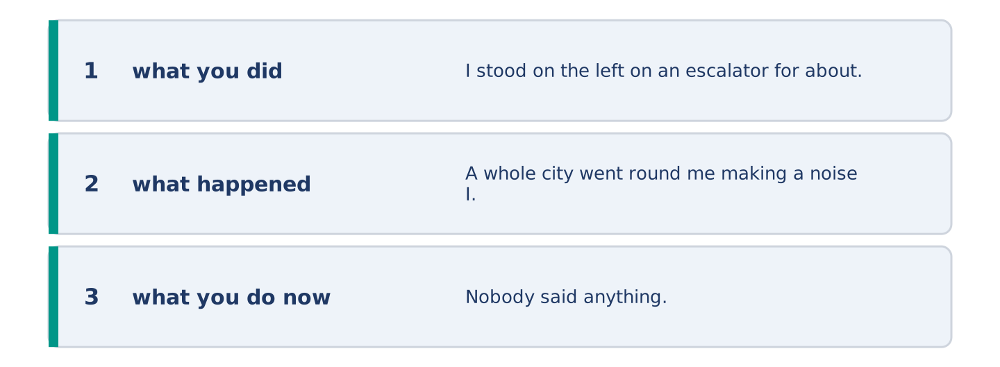 1 what you did I stood on the left on an escalator for about.
2 what happened A whole city went round me making a noise
I.
3 what you do now Nobody said anything.